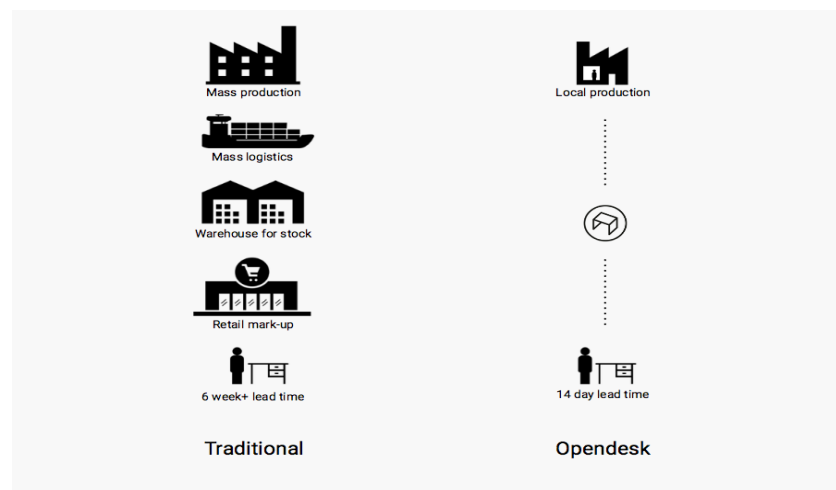 Mass production
Mass logistics
Warehouse for stock
Retail mark-up
6 week+ lead time
Traditional
Local production
14 day lead time
Opendesk